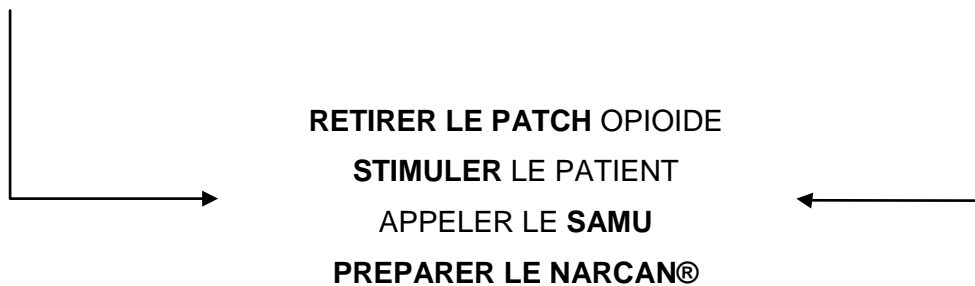 RETIRER LE PATCH OPIOIDE
STIMULER LE PATIENT
APPELER LE SAMU
PREPARER LE NARCAN®